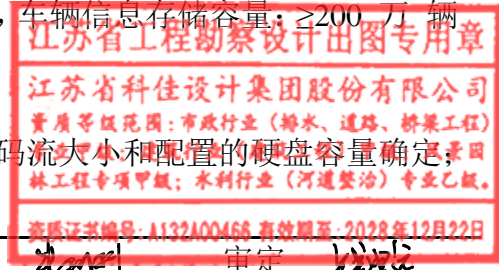 ,车辆信息存储容量:≥200 万 辆
江苏省工程勘察设计出图专用章
江苏省科佳设计集团股份有限公司
资质等级范围:市政行业(排水、道路、桥梁工程)
码流大小和配置的硬盘容量确定;
林工程专项甲级;水利行业(河道整治)专业乙级。
资质证书编号:A132A00466 有效期至:2028年12月22日
审定